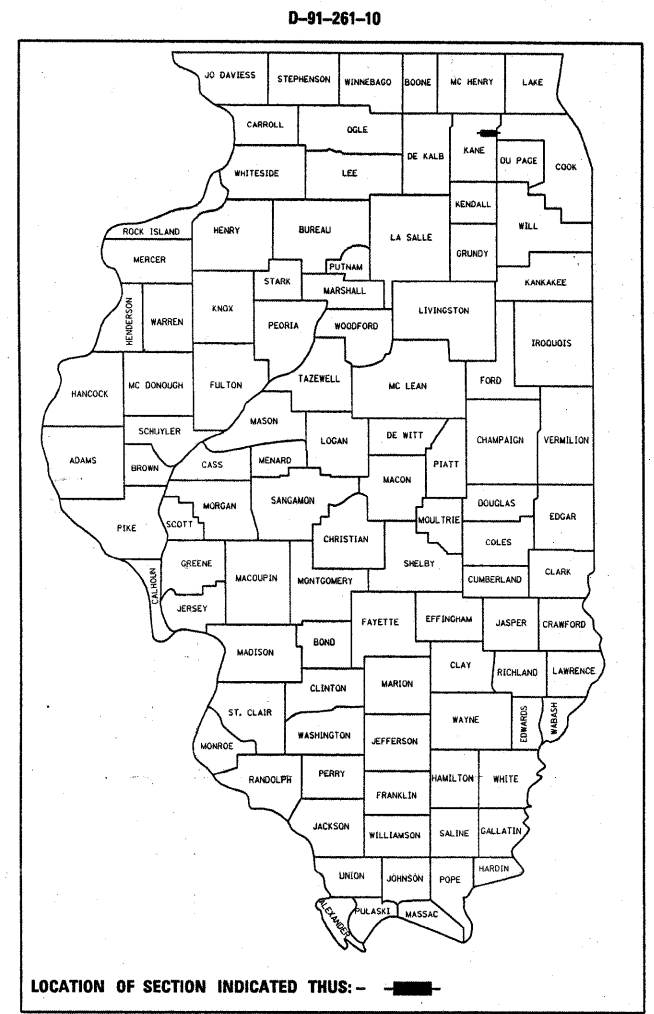 D-91-261-10
JO DAVIESS
STEPHENSON
WINNEBAGO
BOONE
MC HENRY
LAKE
CARROLL
OGLE
DE KALB
KANE
DU PAGE
COOK
WHITESIDE
LEE
KENDALL
WILL
ROCK ISLAND
HENRY
BUREAU
LA SALLE
GRUNDY
MERCER
PUTNAM
STARK
MARSHALL
KANKAKEE
HENDERSON
WARREN
KNOX
PEORIA
WOODFORD
LIVINGSTON
IROQUOIS
HANCOCK
MC DONOUGH
FULTON
TAZEWELL
MC LEAN
FORD
MASON
SCHUYLER
LOGAN
DE WITT
CHAMPAIGN
VERMILION
ADAMS
BROWN
CASS
MENARD
PIATT
MACON
PIKE
SCOTT
MORGAN
SANGAMON
MOULTRIE
DOUGLAS
EDGAR
CHRISTIAN
COLES
CALHOUN
GREENE
MACOUPIN
MONTGOMERY
SHELBY
CUMBERLAND
CLARK
JERSEY
FAYETTE
EFFINGHAM
JASPER
CRAWFORD
MADISON
BOND
CLAY
RICHLAND
LAWRENCE
CLINTON
MARION
ST. CLAIR
WAYNE
EDWARDS
WABASH
WASHINGTON
JEFFERSON
MONROE
RANDOLPH
PERRY
HAMILTON
WHITE
FRANKLIN
JACKSON
WILLIAMSON
SALINE
GALLATIN
UNION
JOHNSON
POPE
HARDIN
ALEXANDER
PULASKI
MASSAC
LOCATION OF SECTION INDICATED THUS: -